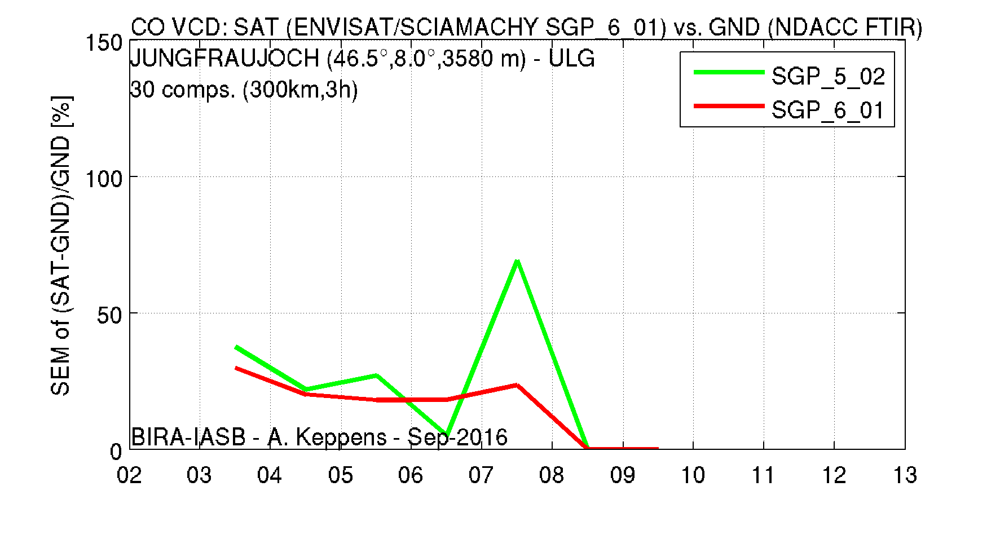 CO VCD: SAT (ENVISAT/SCIAMACHY SGP_6_01) vs. GND (NDACC FTIR)
150
JUNGFRAUJOCH (46.5°,8.0°,3580 m) - ULG
30 comps. (300km,3h)
SGP_5_02
SGP_6_01
SEM of (SAT-GND)/GND [%]
100
50
BIRA-IASB - A. Keppens - Sep-2016
0
02 03 04 05 06 07 08 09 10 11 12 13